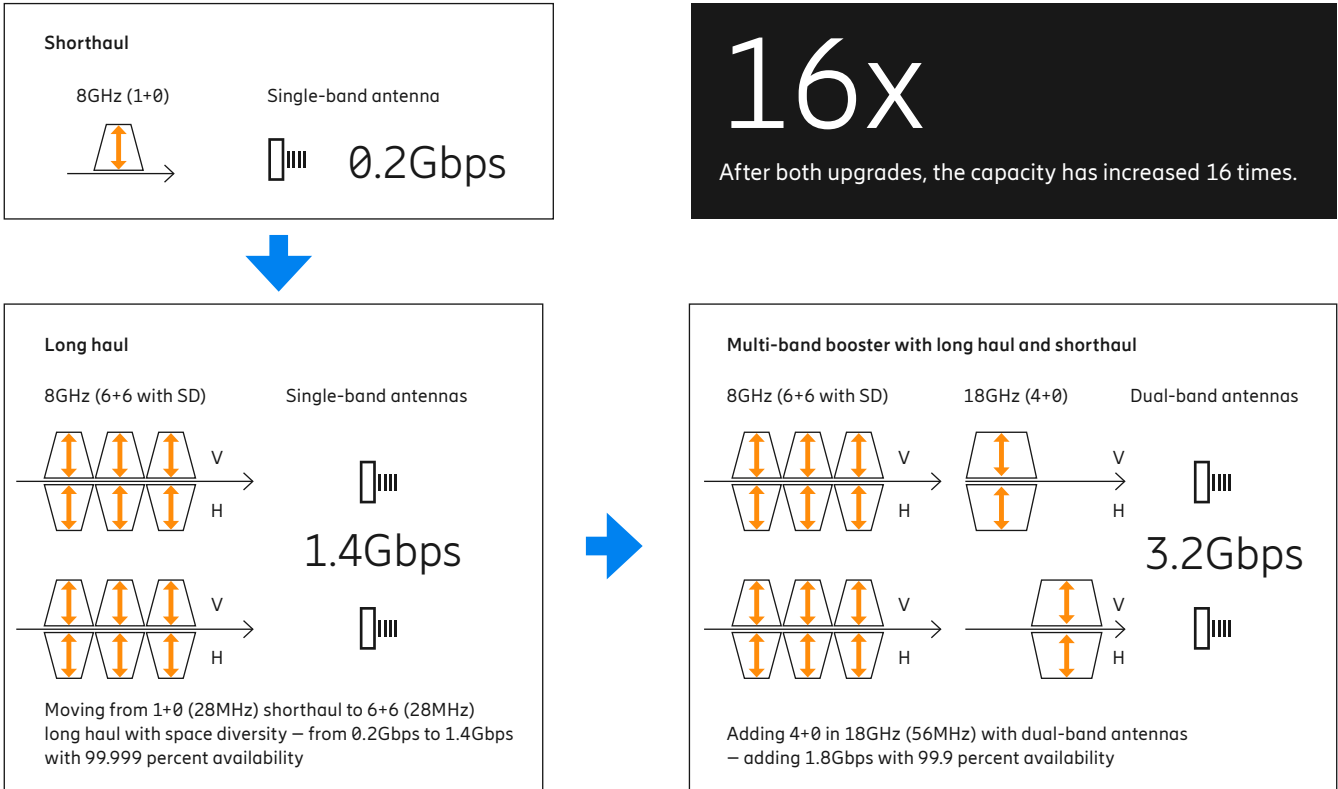 Shorthaul
8GHz (1+0)
Single-band antenna
0.2Gbps
16x
After both upgrades, the capacity has increased 16 times.
Long haul
8GHz (6+6 with SD)
Single-band antennas
V
H
1.4Gbps
V
H
Moving from 1+0 (28MHz) shorthaul to 6+6 (28MHz)
long haul with space diversity – from 0.2Gbps to 1.4Gbps
with 99.999 percent availability
Multi-band booster with long haul and shorthaul
8GHz (6+6 with SD)
18GHz (4+0)
Dual-band antennas
V
V
H
H
3.2Gbps
V
V
H
H
Adding 4+0 in 18GHz (56MHz) with dual-band antennas
– adding 1.8Gbps with 99.9 percent availability